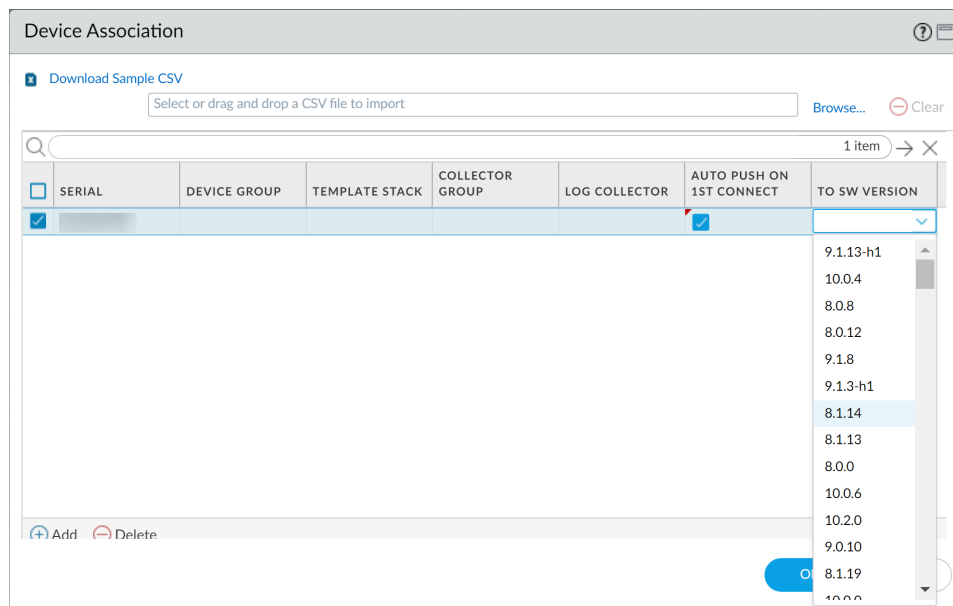 Device Association
Download Sample CSV
Select or drag and drop a CSV file to import
Browse...
Clear
1 item
SERIAL
DEVICE GROUP
TEMPLATE STACK
COLLECTOR
GROUP
LOG COLLECTOR
AUTO PUSH ON
1ST CONNECT
TO SW VERSION
9.1.13-h1
10.0.4
8.0.8
8.0.12
9.1.8
9.1.3-h1
8.1.14
8.1.13
8.0.0
10.0.6
10.2.0
9.0.10
8.1.19
10.0.0
Add
Delete